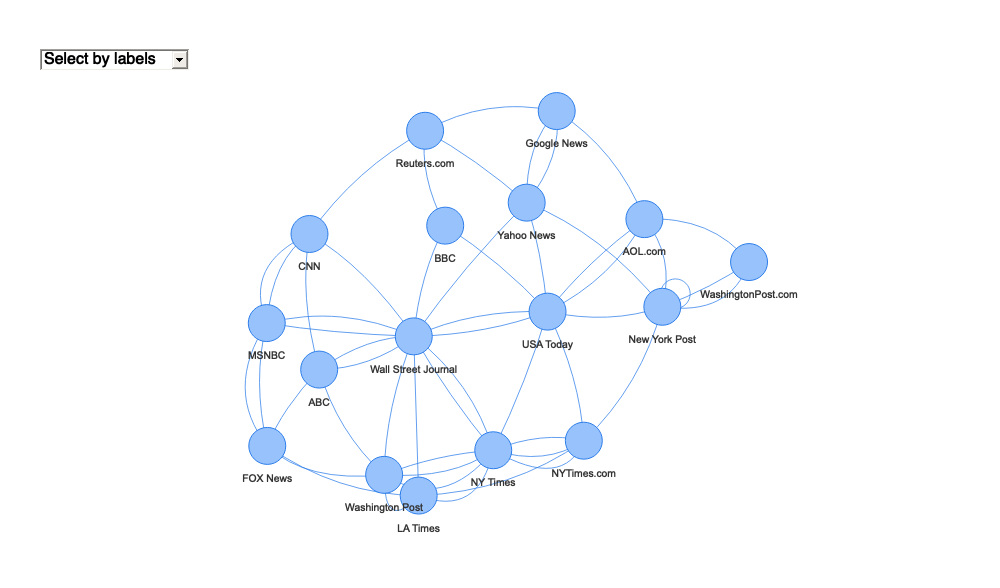 Select by labels
Google News
Reuters.com
Yahoo News
AOL.com
BBC
CNN
WashingtonPost.com
New York Post
USA Today
MSNBC
Wall Street Journal
ABC
NYTimes.com
FOX News
NY Times
Washington Post
LA Times